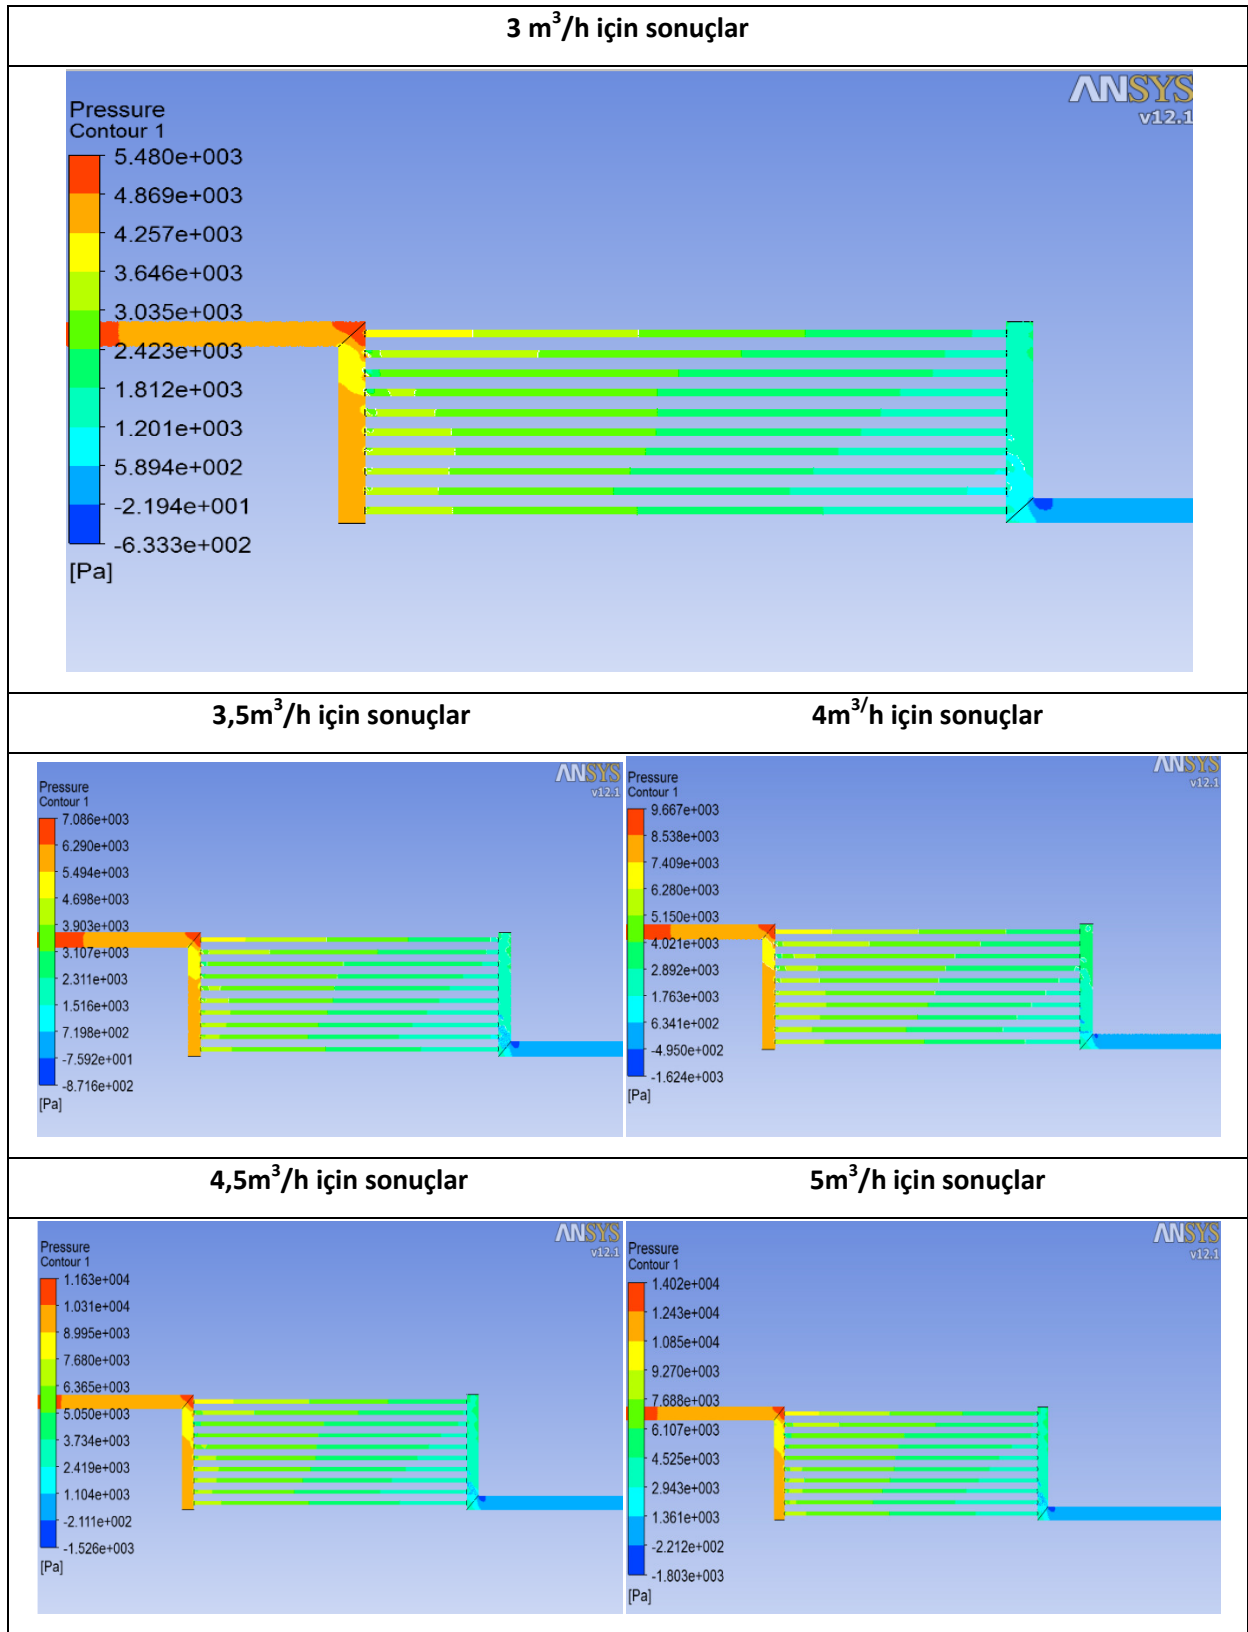 3 m³/h için sonuçlar
ANSYS
v12.1
Pressure
Contour 1
5.480e+003
4.869e+003
4.257e+003
3.646e+003
3.035e+003
2.423e+003
1.812e+003
1.201e+003
5.894e+002
-2.194e+001
-6.333e+002
[Pa]
3,5m³/h için sonuçlar
4m³/h için sonuçlar
ANSYS
v12.1
Pressure
Contour 1
7.086e+003
6.290e+003
5.494e+003
4.698e+003
3.903e+003
3.107e+003
2.311e+003
1.516e+003
7.198e+002
-7.592e+001
-8.716e+002
[Pa]
ANSYS
v12.1
Pressure
Contour 1
9.667e+003
8.538e+003
7.409e+003
6.280e+003
5.150e+003
4.021e+003
2.892e+003
1.763e+003
6.341e+002
-4.950e+002
-1.624e+003
[Pa]
4,5m³/h için sonuçlar
5m³/h için sonuçlar
ANSYS
v12.1
Pressure
Contour 1
1.163e+004
1.031e+004
8.995e+003
7.680e+003
6.365e+003
5.050e+003
3.734e+003
2.419e+003
1.104e+003
-2.111e+002
-1.526e+003
[Pa]
ANSYS
v12.1
Pressure
Contour 1
1.402e+004
1.243e+004
1.085e+004
9.270e+003
7.688e+003
6.107e+003
4.525e+003
2.943e+003
1.361e+003
-2.212e+002
-1.803e+003
[Pa]